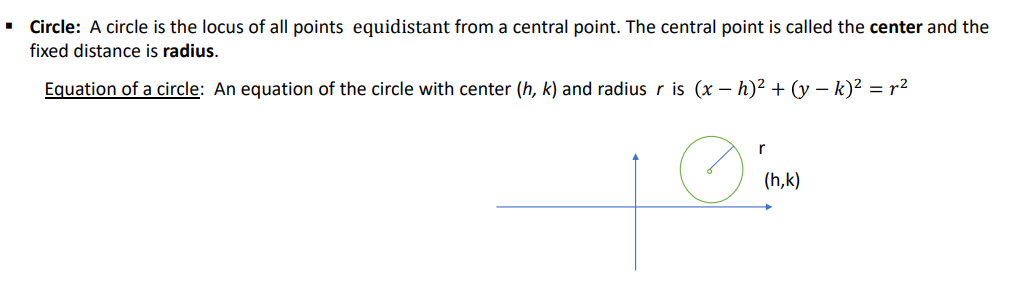 ▪ Circle: A circle is the locus of all points equidistant from a central point. The central point is called the center and the
fixed distance is radius.
Equation of a circle: An equation of the circle with center (h, k) and radius r is (x − h)² + (y − k)² = r²
r
(h,k)